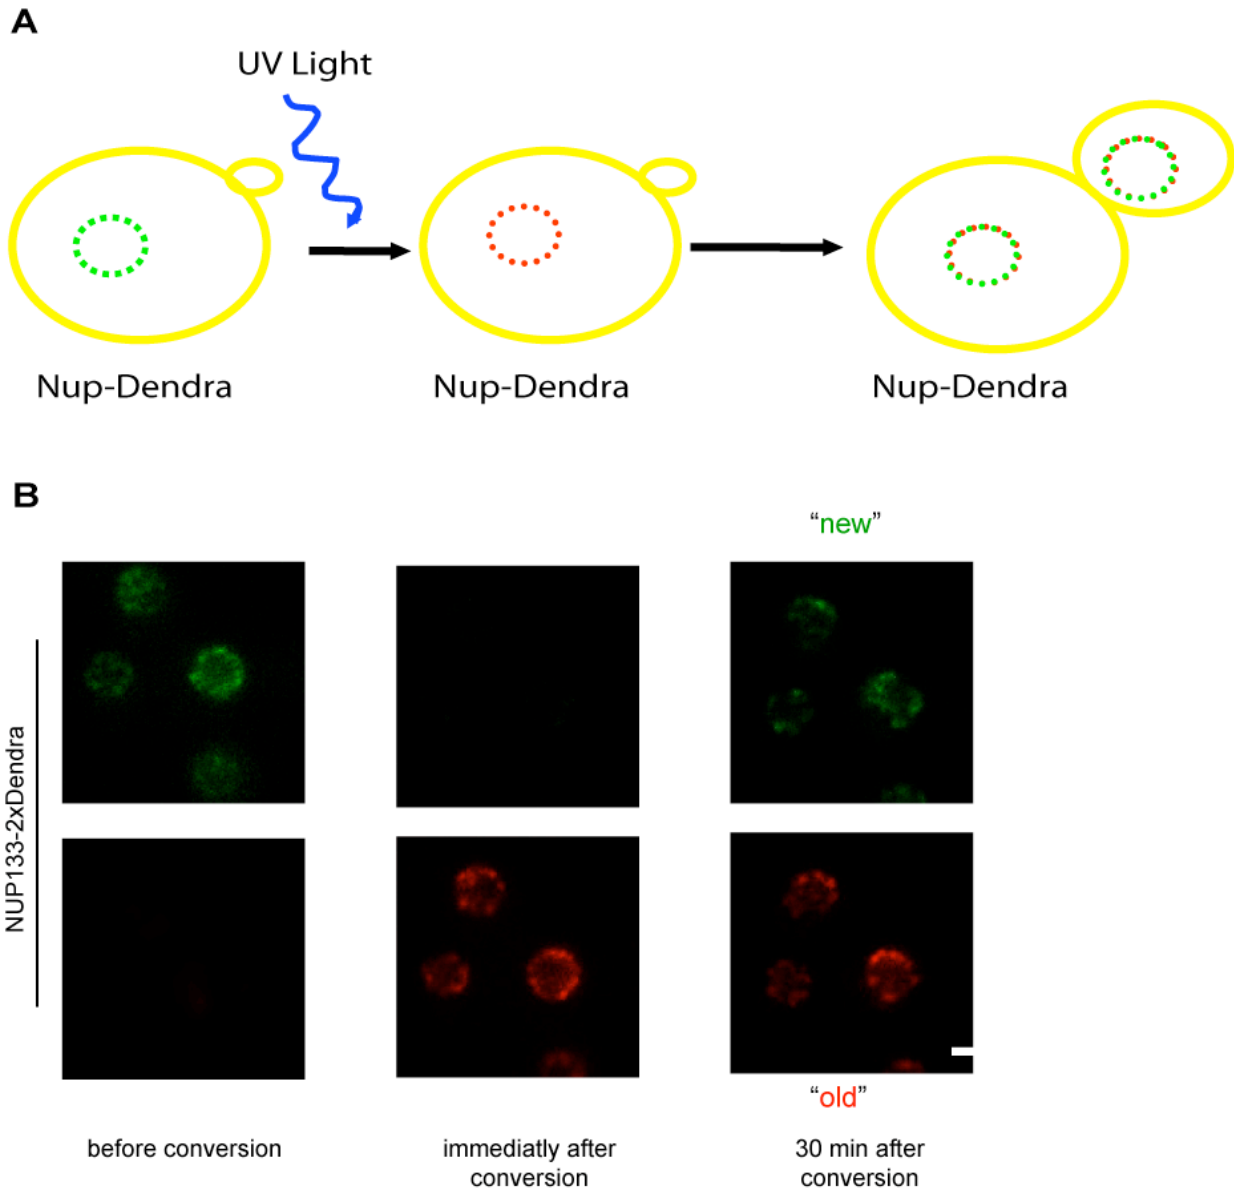 A
UV Light
Nup-Dendra
Nup-Dendra
Nup-Dendra
B
“new”
NUP133-2xDendra
“old”
before conversion
immediatly after
conversion
30 min after
conversion